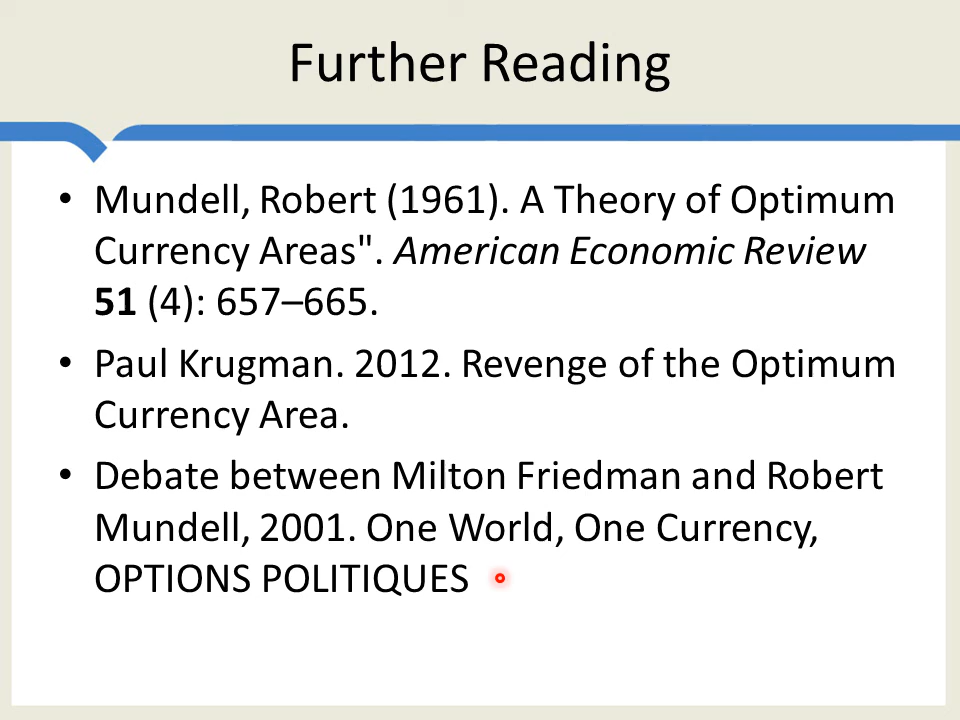 Further Reading
• Mundell, Robert (1961). A Theory of Optimum
Currency Areas". American Economic Review
51 (4): 657–665.
• Paul Krugman. 2012. Revenge of the Optimum
Currency Area.
• Debate between Milton Friedman and Robert
Mundell, 2001. One World, One Currency,
OPTIONS POLITIQUES